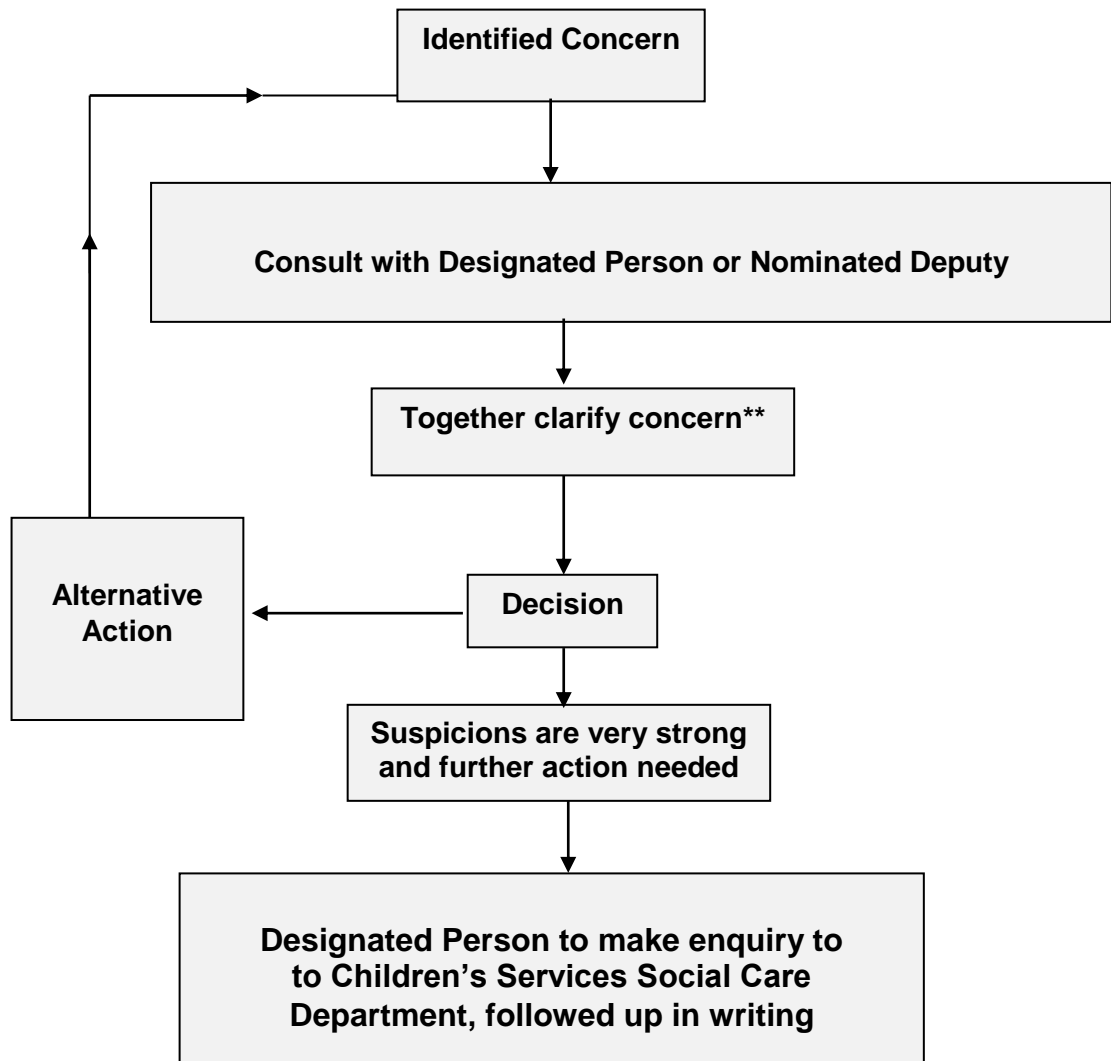 Identified Concern
Consult with Designated Person or Nominated Deputy
Together clarify concern**
Alternative
Action
Decision
Suspicions are very strong
and further action needed
Designated Person to make enquiry to
to Children’s Services Social Care
Department, followed up in writing